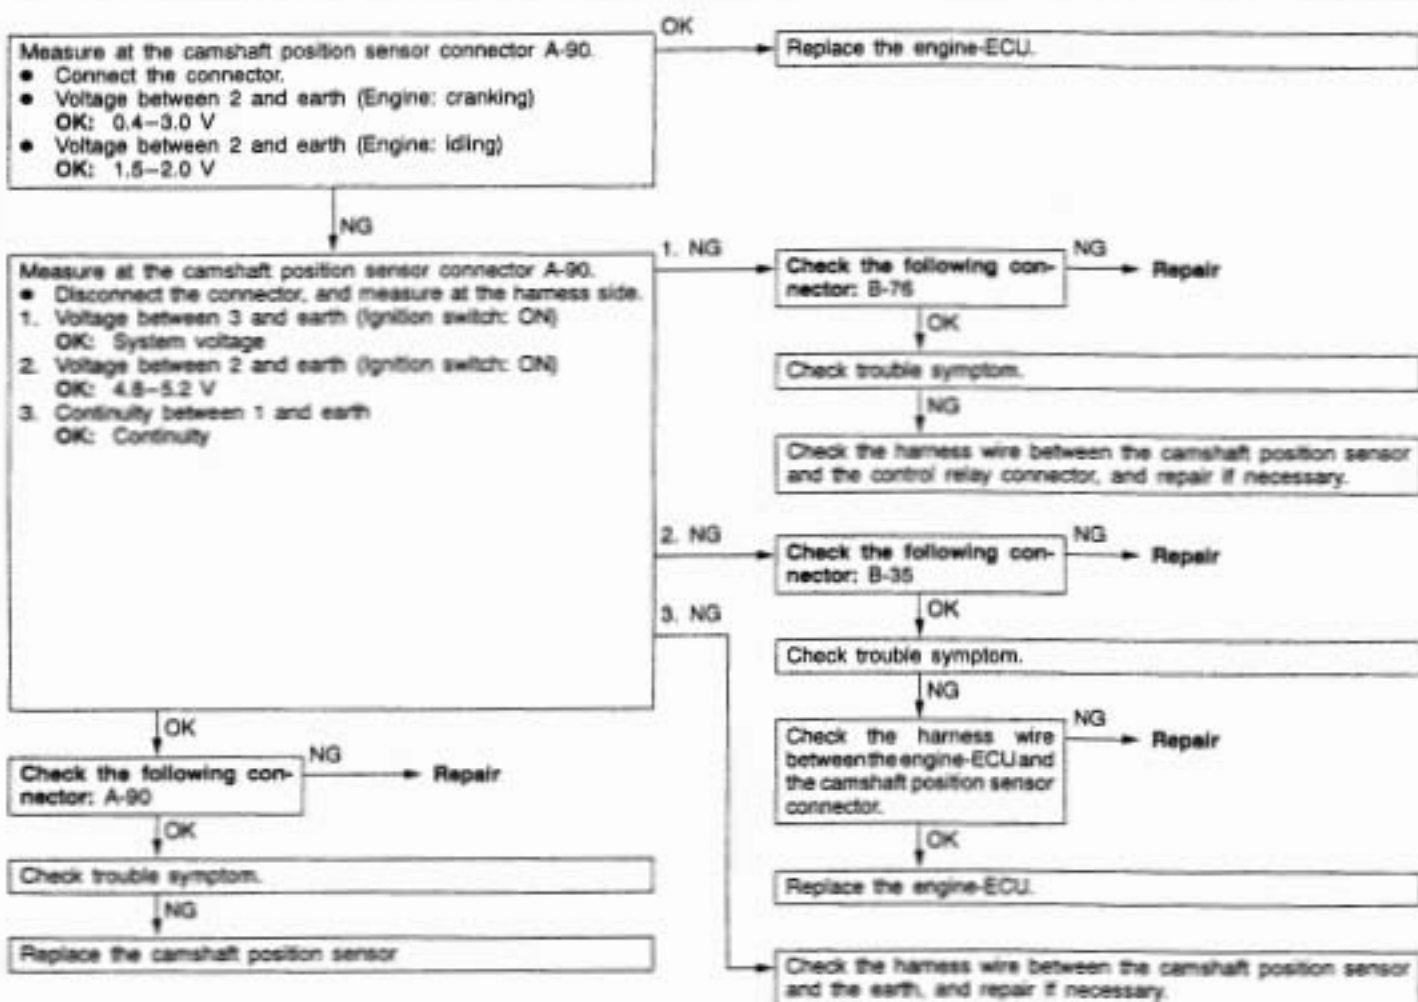 OK
Measure at the camshaft position sensor connector A-90.
● Connect the connector.
● Voltage between 2 and earth (Engine: cranking)
OK: 0.4–3.0 V
● Voltage between 2 and earth (Engine: idling)
OK: 1.5–2.0 V
Replace the engine-ECU.
NG
Measure at the camshaft position sensor connector A-90.
● Disconnect the connector, and measure at the harness side.
1. Voltage between 3 and earth (Ignition switch: ON)
OK: System voltage
2. Voltage between 2 and earth (Ignition switch: ON)
OK: 4.8–5.2 V
3. Continuity between 1 and earth
OK: Continuity
1. NG
Check the following con-
nector: B-76
NG
Repair
OK
Check trouble symptom.
NG
Check the harness wire between the camshaft position sensor
and the control relay connector, and repair if necessary.
2. NG
Check the following con-
nector: B-35
NG
Repair
OK
Check trouble symptom.
NG
Check the harness wire
between the engine-ECU and
the camshaft position sensor
connector.
NG
Repair
OK
Replace the engine-ECU.
3. NG
Check the harness wire between the camshaft position sensor
and the earth, and repair if necessary.
OK
Check the following con-
nector: A-90
NG
Repair
OK
Check trouble symptom.
NG
Replace the camshaft position sensor